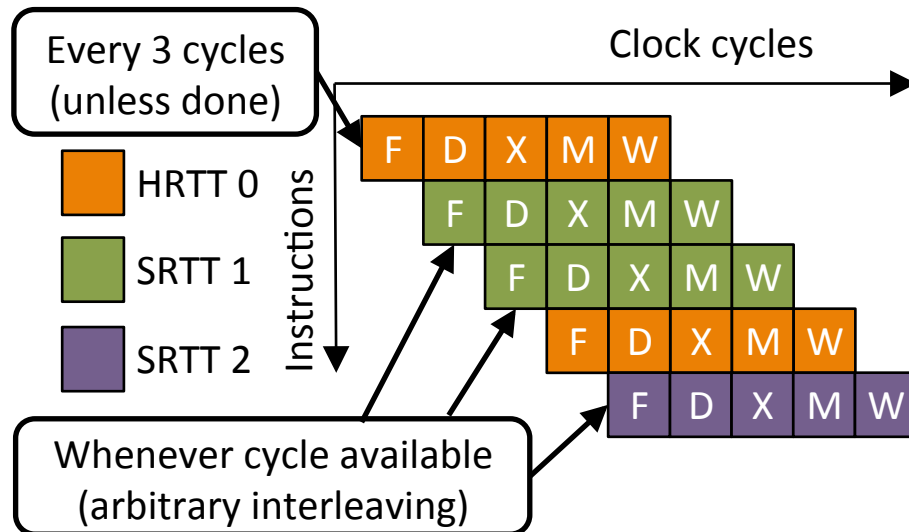 Every 3 cycles
(unless done)
Clock cycles
HRTT 0
SRTT 1
SRTT 2
Instructions
F D X M W
F D X M W
F D X M W
F D X M W
F D X M W
Whenever cycle available
(arbitrary interleaving)